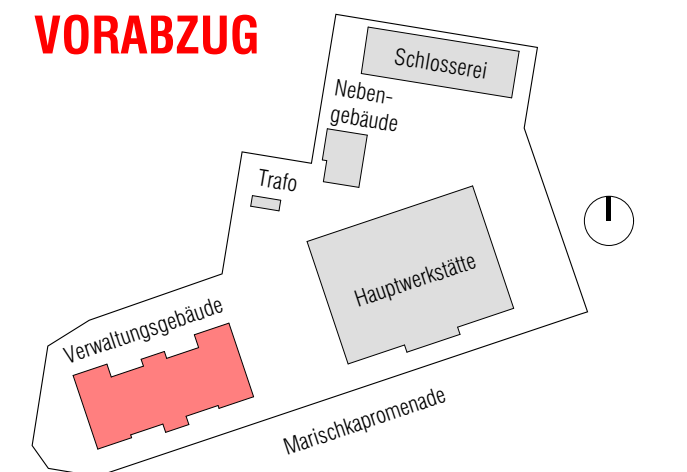 VORABZUG
Schlosserei
Neben-
gebäude
Trafo
Hauptwerkstätte
Verwaltungsgebäude
Marischkapromenade